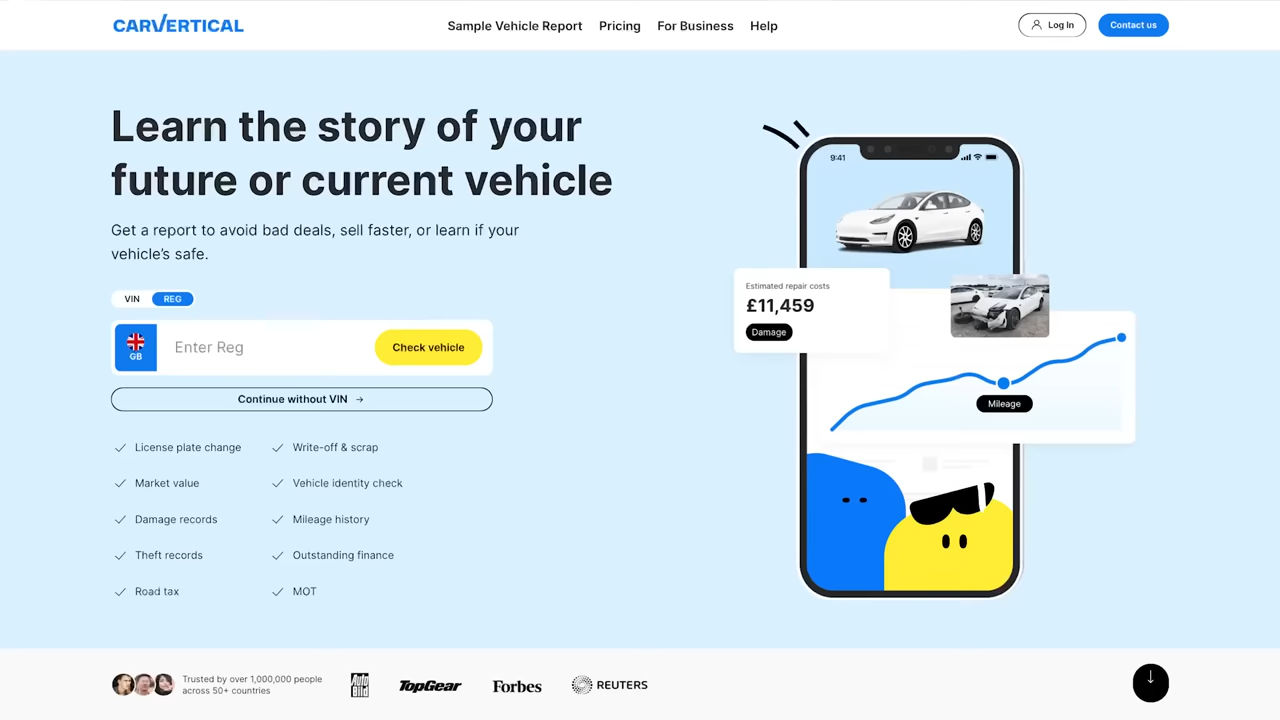 CARVERTICAL
Sample Vehicle Report
Pricing
For Business
Help
Log In
Contact us
Learn the story of your
future or current vehicle
Get a report to avoid bad deals, sell faster, or learn if your
vehicle's safe.
VIN
REG
GB
Enter Reg
Check vehicle
Continue without VIN →
License plate change
Write-off & scrap
Market value
Vehicle identity check
Damage records
Mileage history
Theft records
Outstanding finance
Road tax
MOT
9:41
Estimated repair costs
£11,459
Damage
Mileage
Trusted by over 1,000,000 people
across 50+ countries
Auto
Bild
TopGear
Forbes
REUTERS